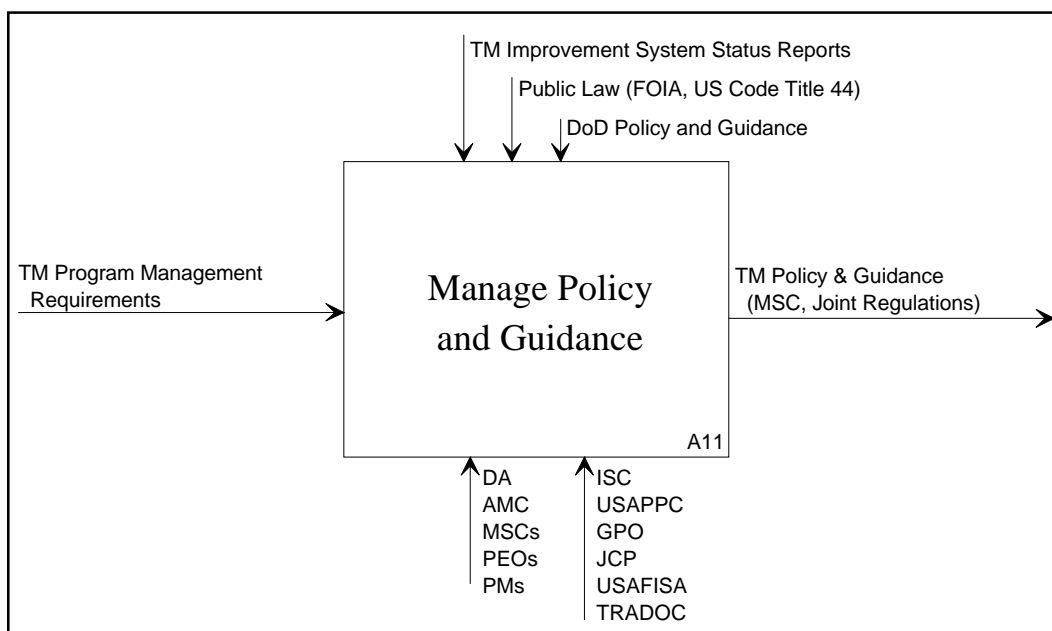 TM Improvement System Status Reports
Public Law (FOIA, US Code Title 44)
DoD Policy and Guidance
TM Program Management
Requirements
Manage Policy
and Guidance
TM Policy & Guidance
(MSC, Joint Regulations)
A11
DA
AMC
MSCs
PEOs
PMs
ISC
USAPPC
GPO
JCP
USAFISA
TRADOC